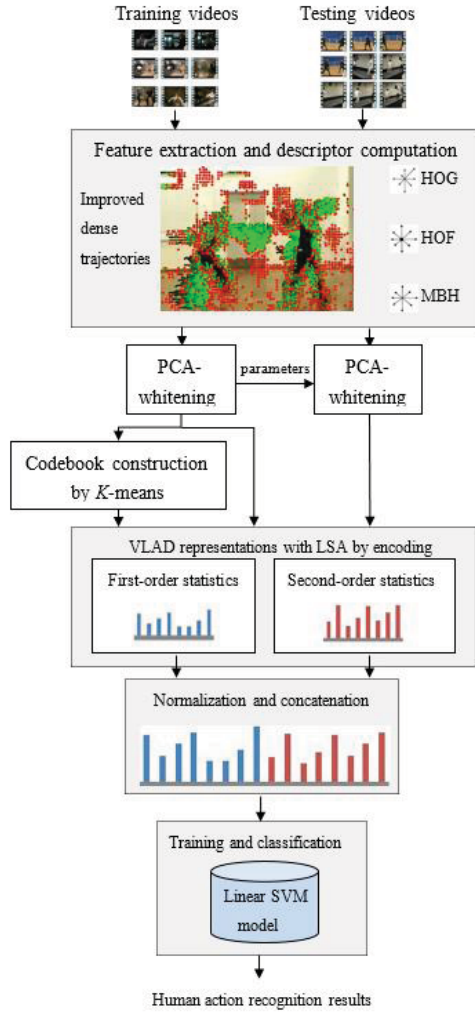 Training videos
Testing videos
Feature extraction and descriptor computation
Improved
dense
trajectories
HOG
HOF
MBH
PCA-
whitening
parameters
PCA-
whitening
Codebook construction
by K-means
VLAD representations with LSA by encoding
First-order statistics
Second-order statistics
Normalization and concatenation
Training and classification
Linear SVM
model
Human action recognition results